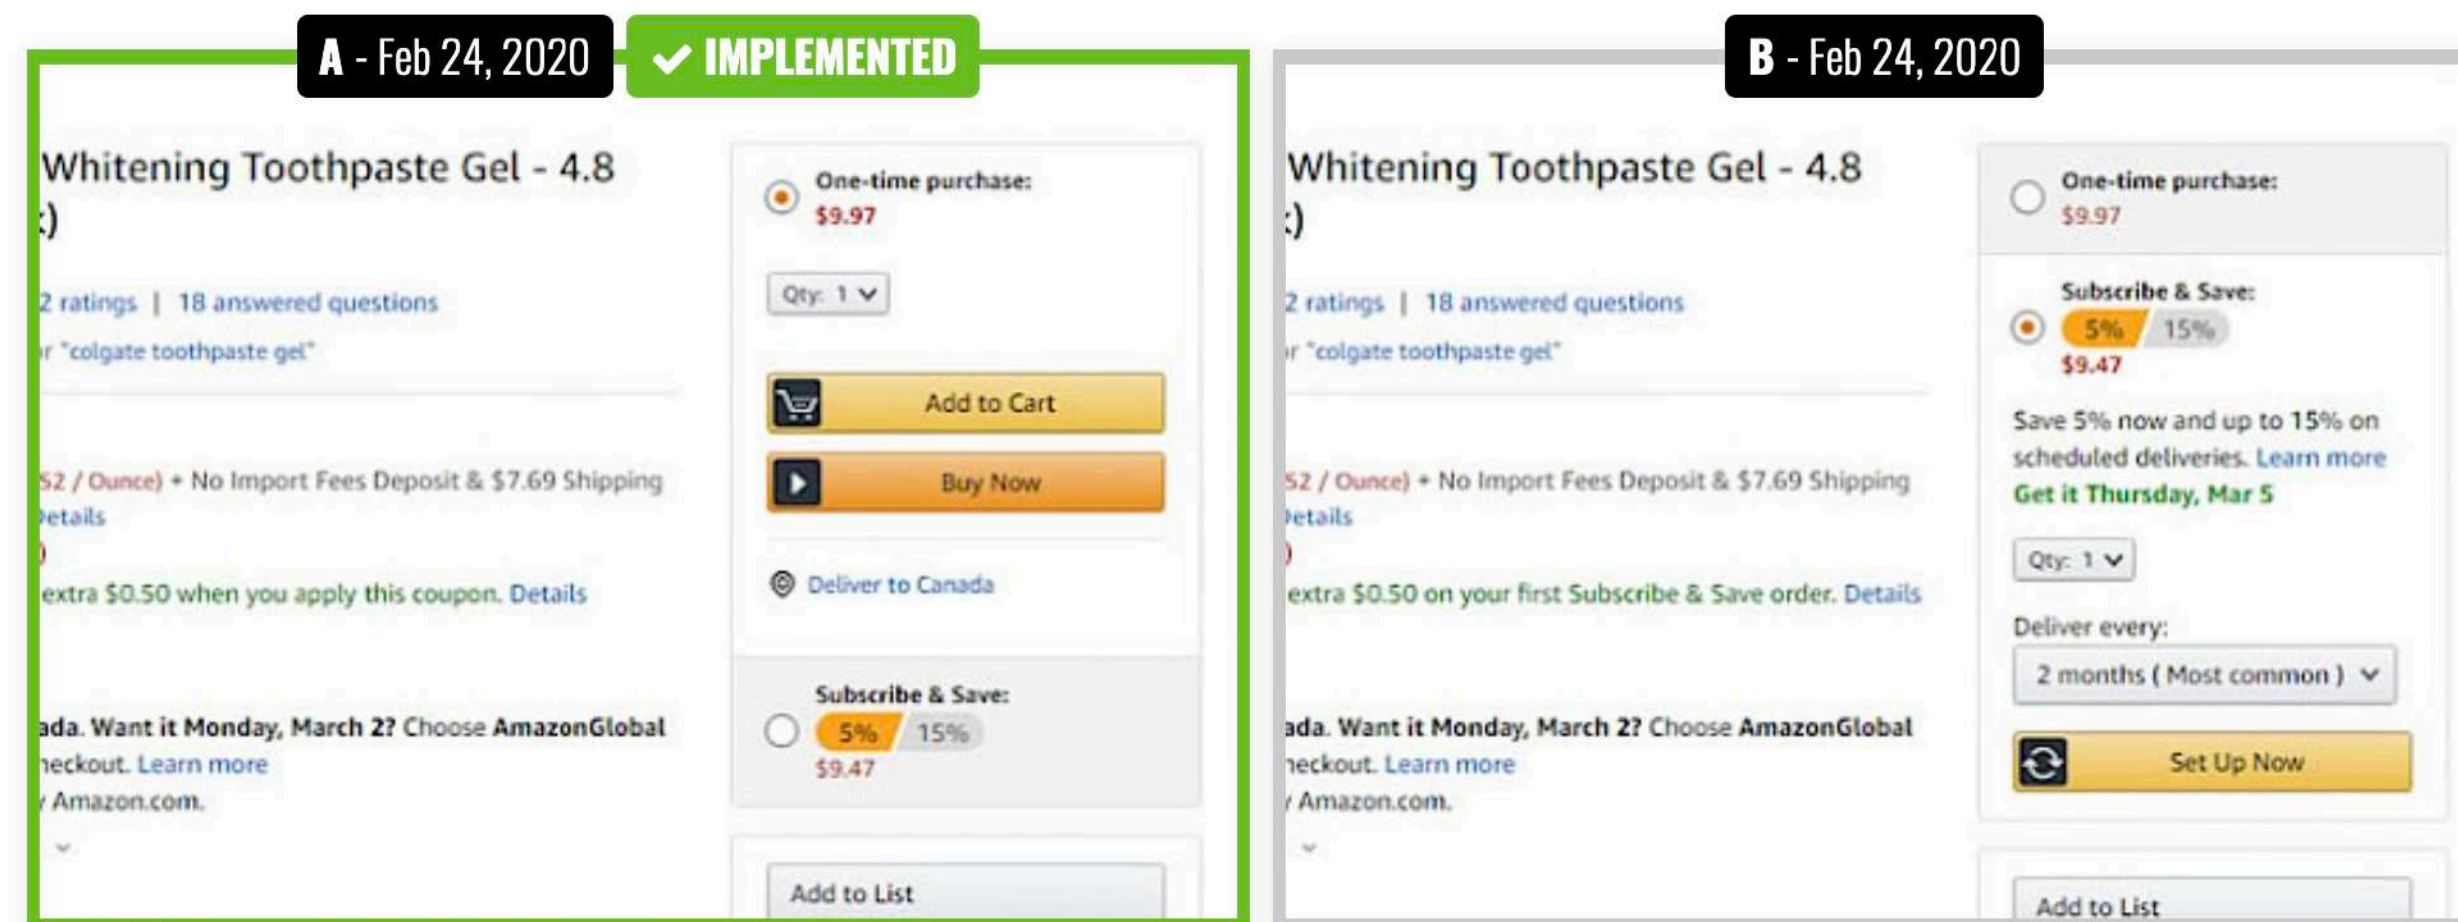 A - Feb 24, 2020
IMPLEMENTED
Whitening Toothpaste Gel - 4.8
:)
2 ratings | 18 answered questions
r "colgate toothpaste gel"
52 / Ounce) + No Import Fees Deposit & $7.69 Shipping
etails
)
extra $0.50 when you apply this coupon. Details
ada. Want it Monday, March 2? Choose AmazonGlobal
heckout. Learn more
y Amazon.com.
One-time purchase:
$9.97
Qty: 1
Add to Cart
Buy Now
Deliver to Canada
Subscribe & Save:
5% 15%
$9.47
Add to List
B - Feb 24, 2020
Whitening Toothpaste Gel - 4.8
:)
2 ratings | 18 answered questions
r "colgate toothpaste gel"
52 / Ounce) + No Import Fees Deposit & $7.69 Shipping
etails
)
extra $0.50 on your first Subscribe & Save order. Details
ada. Want it Monday, March 2? Choose AmazonGlobal
heckout. Learn more
y Amazon.com.
One-time purchase:
$9.97
Subscribe & Save:
5% 15%
$9.47
Save 5% now and up to 15% on
scheduled deliveries. Learn more
Get it Thursday, Mar 5
Qty: 1
Deliver every:
2 months ( Most common )
Set Up Now
Add to List